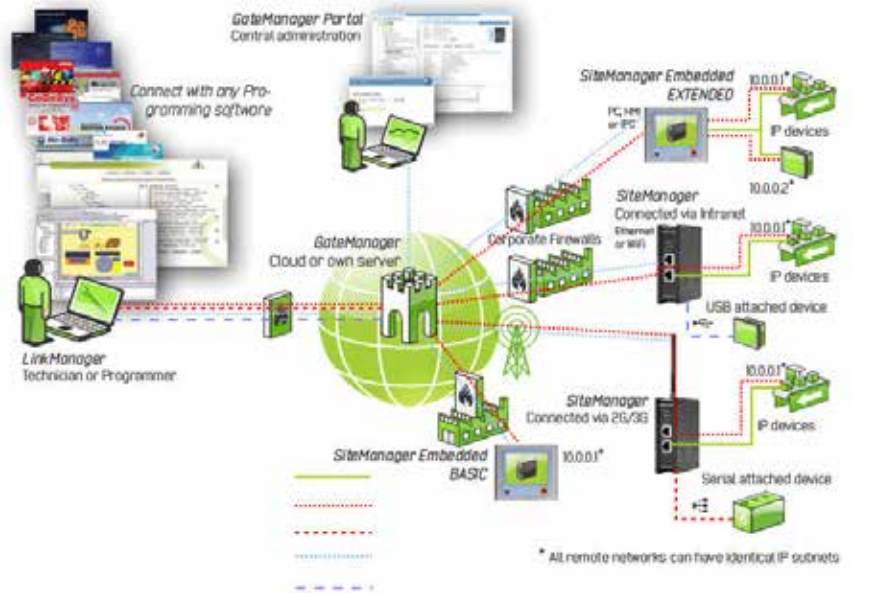 GateManager Portal
Central administration
Connect with any Pro-
gramming software
SiteManager Embedded
EXTENDED
PC, HMI
or IPC
10.0.0.1*
IP devices
10.0.0.2*
SiteManager
Connected via Intranet
Ethernet
or WiFi
10.0.0.1*
IP devices
Corporate Firewalls
GateManager
Cloud or own server
USB attached device
LinkManager
Technician or Programmer
SiteManager
Connected via 2G/3G
10.0.0.1*
IP devices
SiteManager Embedded
BASIC
10.0.0.1*
Serial attached device
* All remote networks can have identical IP subnets